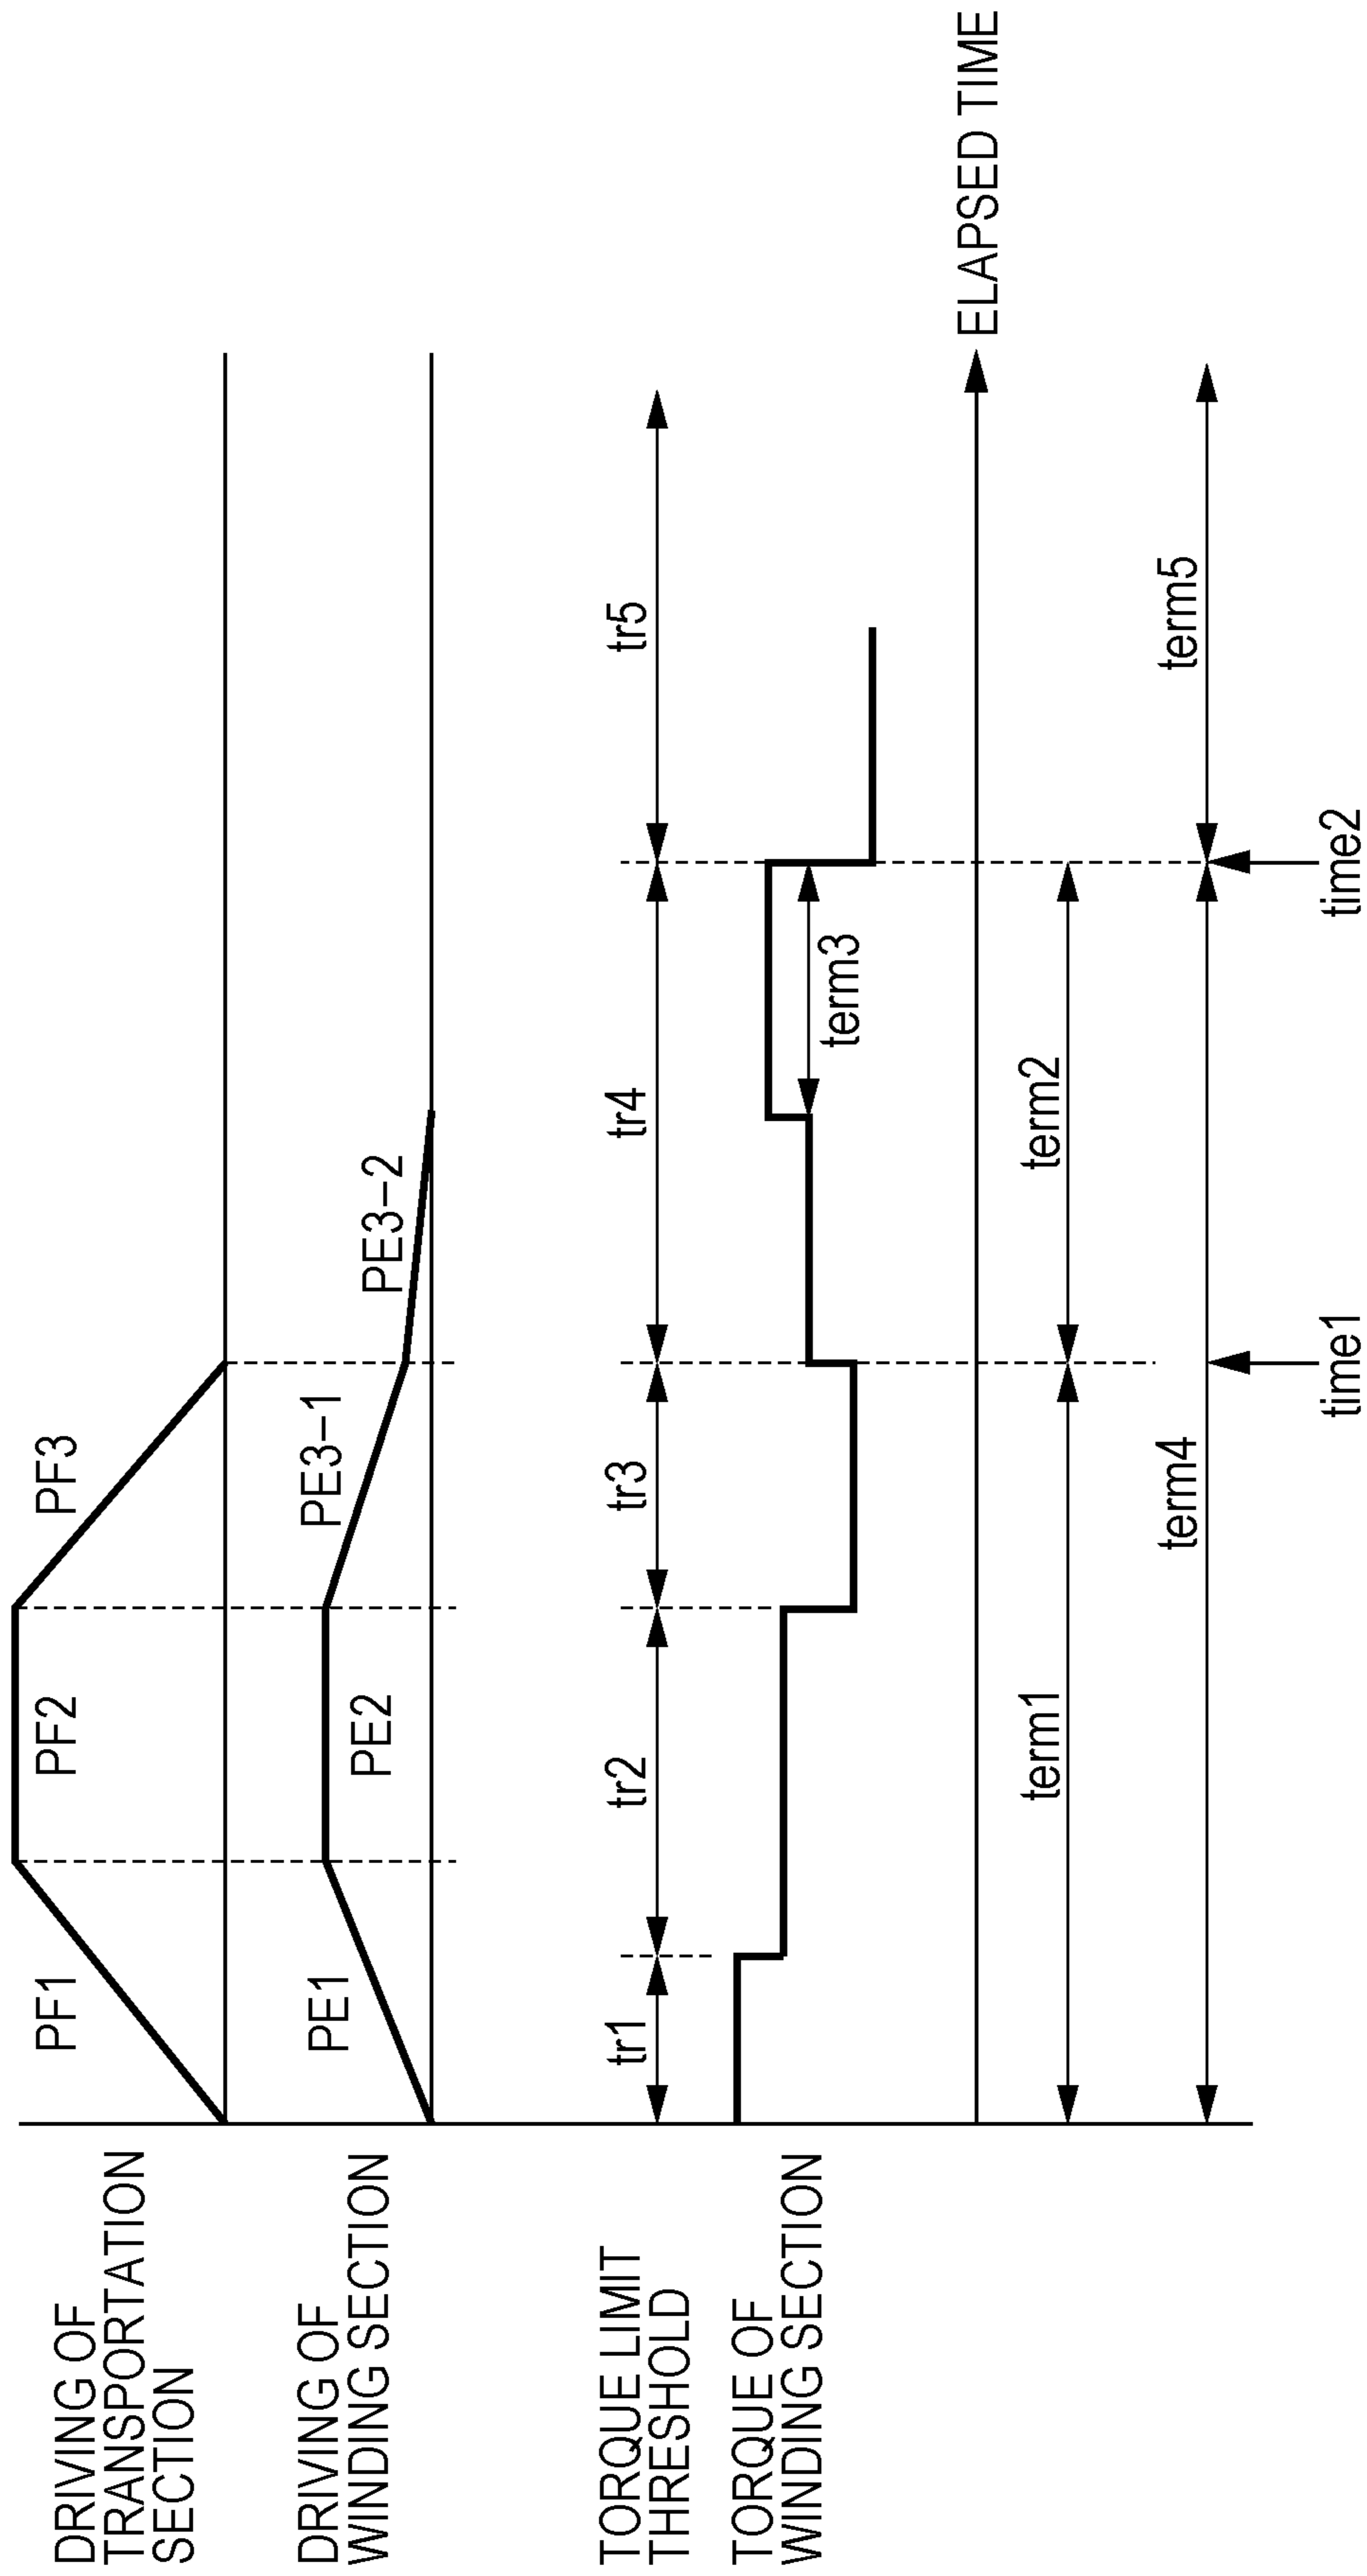 DRIVING OF
TRANSPORTATION
SECTION
PF1
PF2
PF3
DRIVING OF
WINDING SECTION
PE1
PE2
PE3−1
PE3−2
TORQUE LIMIT
THRESHOLD
tr1
tr2
tr3
tr4
tr5
TORQUE OF
WINDING SECTION
term3
ELAPSED TIME
term1
term2
term4
term5
time1
time2